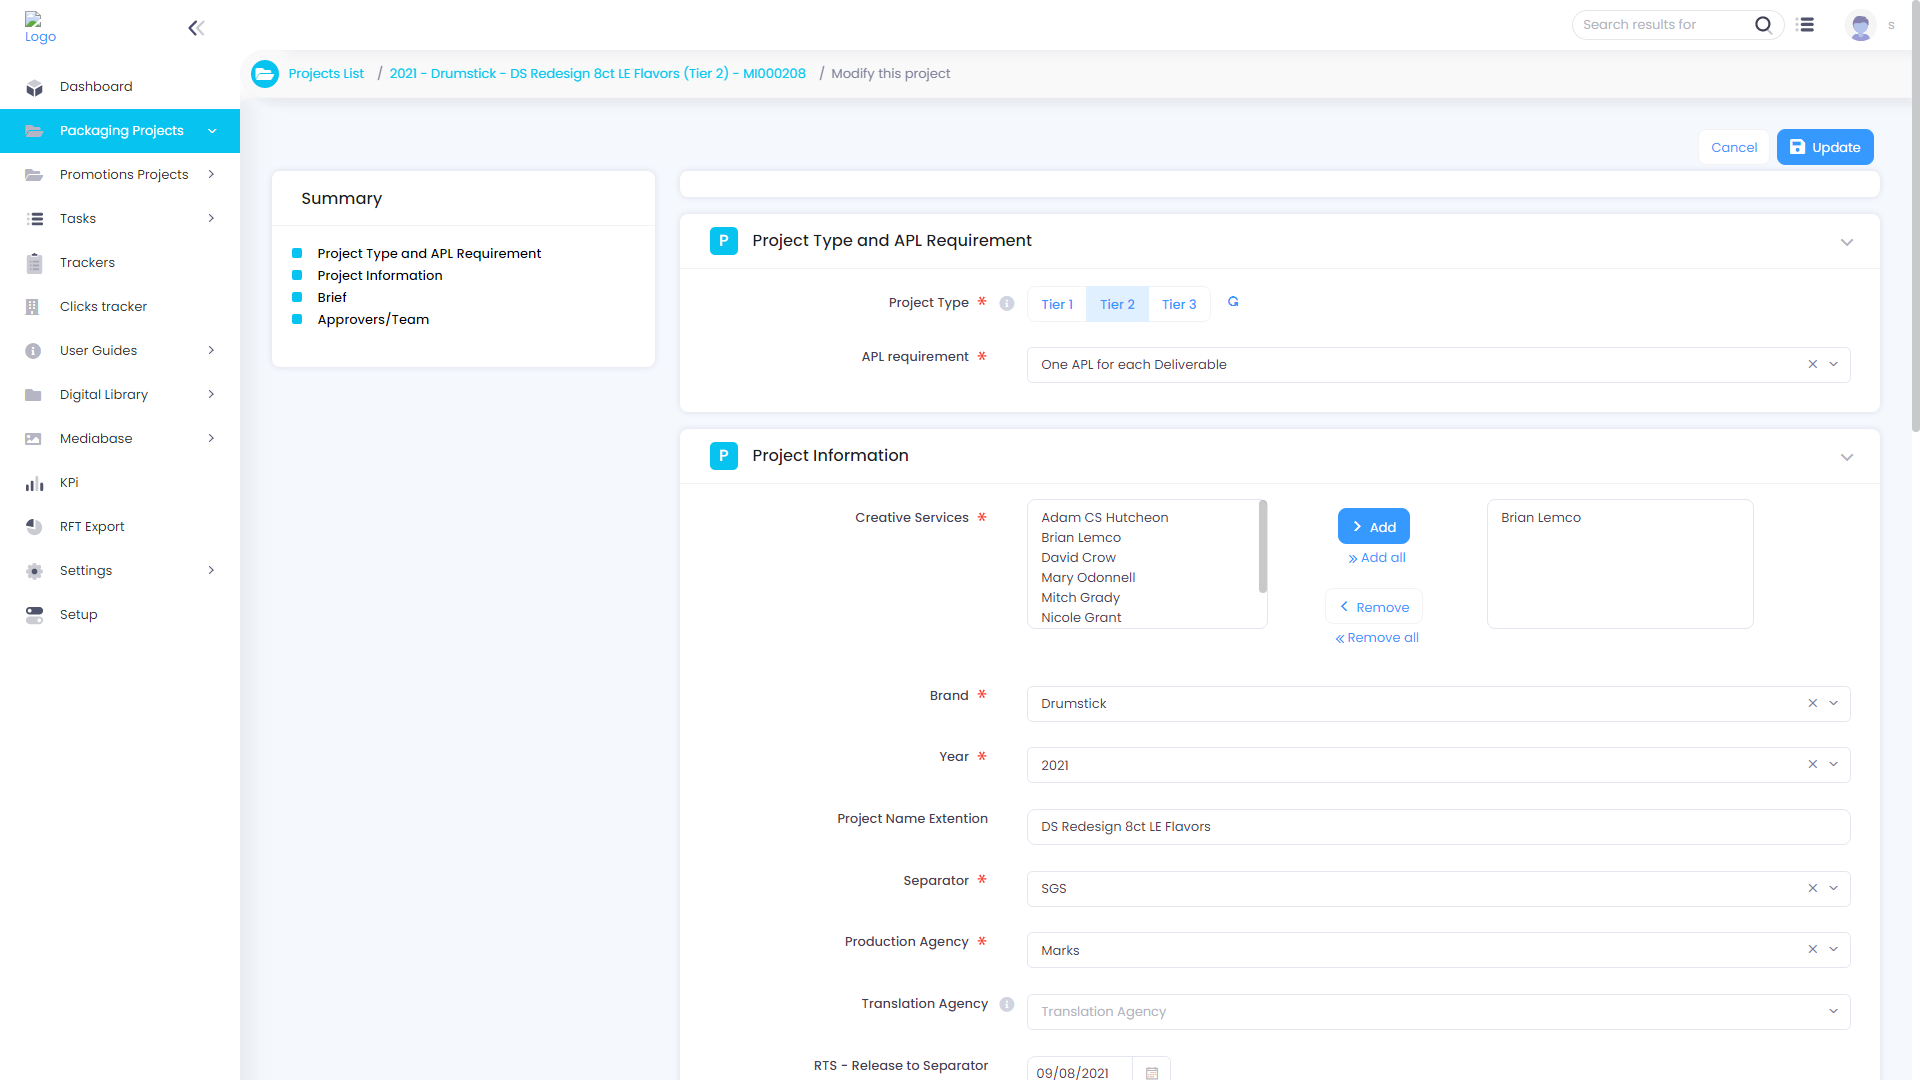 Logo
Search results for
s
Projects List / 2021 - Drumstick - DS Redesign 8ct LE Flavors (Tier 2) - MI000208 / Modify this project
Dashboard
Packaging Projects
Promotions Projects
Tasks
Trackers
Clicks tracker
User Guides
Digital Library
Mediabase
KPi
RFT Export
Settings
Setup
Cancel
Update
Summary
Project Type and APL Requirement
Project Information
Brief
Approvers/Team
P Project Type and APL Requirement
Project Type * Tier 1 Tier 2 Tier 3
APL requirement * One APL for each Deliverable
P Project Information
Creative Services *
Adam CS Hutcheon
Brian Lemco
David Crow
Mary Odonnell
Mitch Grady
Nicole Grant
Add
Add all
Remove
Remove all
Brian Lemco
Brand * Drumstick
Year * 2021
Project Name Extention DS Redesign 8ct LE Flavors
Separator * SGS
Production Agency * Marks
Translation Agency Translation Agency
RTS - Release to Separator 09/08/2021